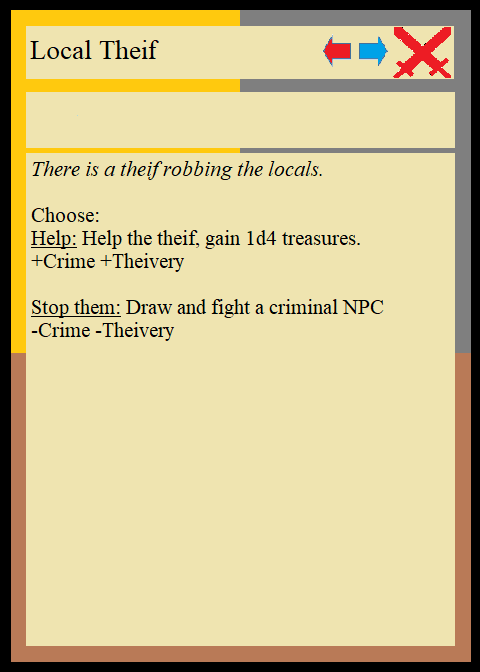 Local Theif
There is a theif robbing the locals.
Choose:
Help: Help the theif, gain 1d4 treasures.
+Crime +Theivery
Stop them: Draw and fight a criminal NPC
-Crime -Theivery